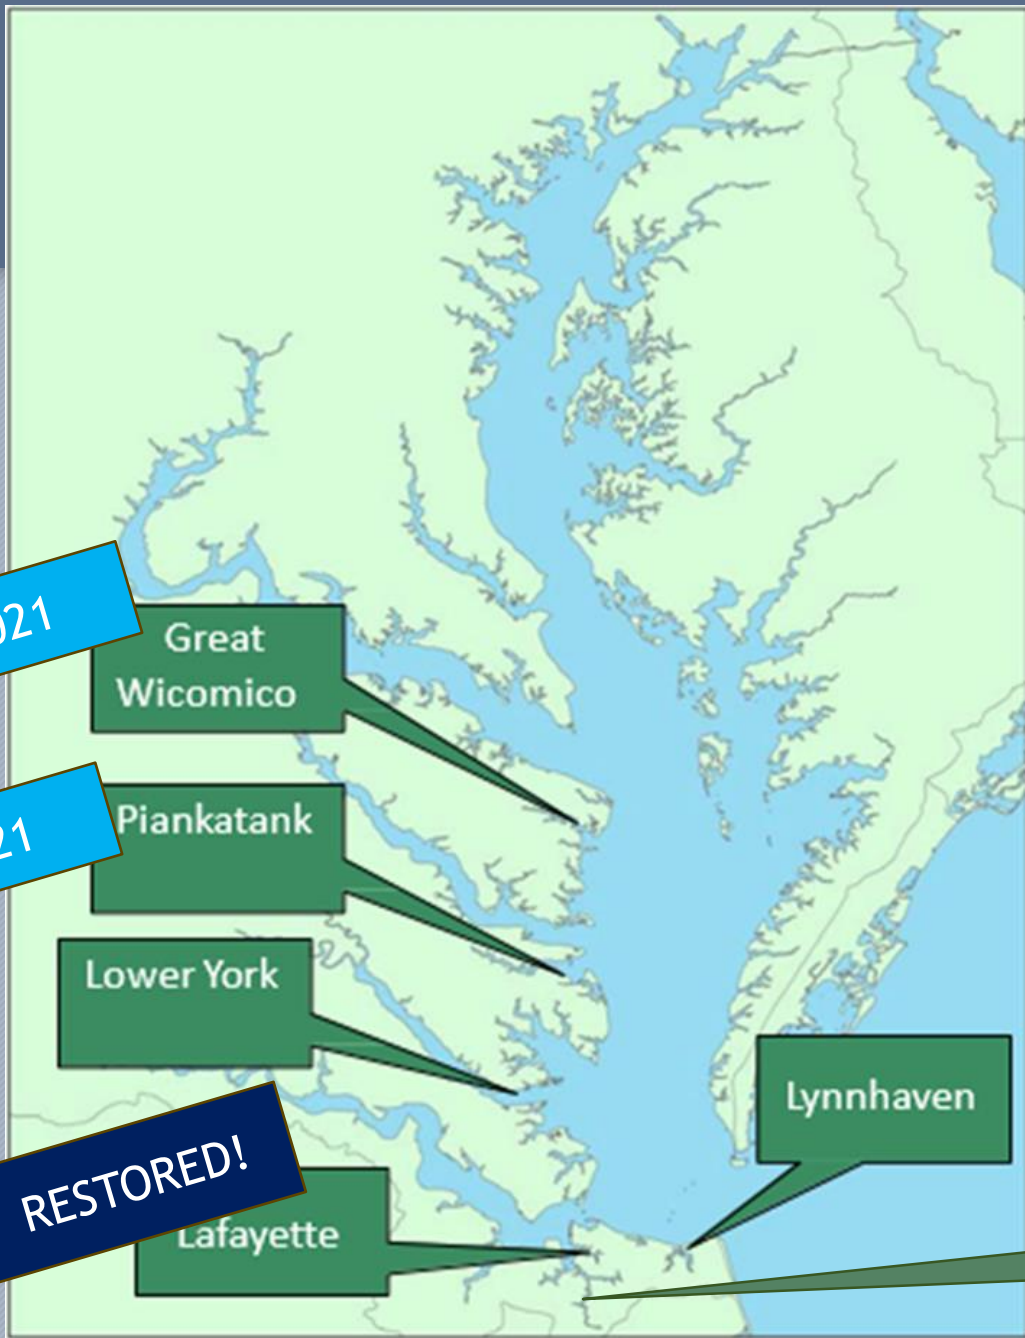 021
Great
Wicomico
21
Piankatank
Lower York
Lynnhaven
RESTORED!
Lafayette